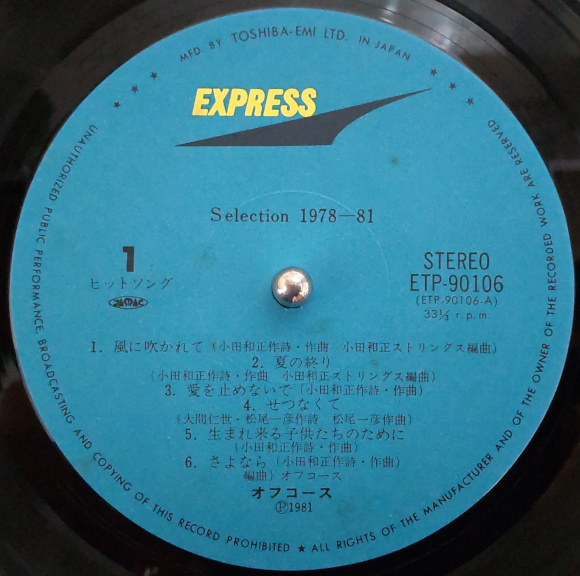 MFD. BY TOSHIBA-EMI LTD. IN JAPAN
EXPRESS
Selection 1978—81
1
ヒットソング
STEREO
ETP-90106
(ETP-90106-A)
33⅓ r.p.m.
1. 風に吹かれて (小田和正作詩・作曲 小田和正ストリングス編曲)
2. 夏の終り
(小田和正作詩・作曲 小田和正ストリングス編曲)
3. 愛を止めないで (小田和正作詩・作曲)
4. せつなくて
(大間仁世・松尾一彦作詩、松尾一彦作曲)
5. 生まれ来る子供たちのために
(小田和正作詩・作曲)
6. さよなら (小田和正作詩・作曲)
編曲) オフコース
オフコース
Ⓟ1981
UNAUTHORIZED PUBLIC PERFORMANCE, BROADCASTING AND COPYING OF THIS RECORD PROHIBITED ★ ALL RIGHTS OF THE MANUFACTURER AND OF THE OWNER OF THE RECORDED WORK ARE RESERVED